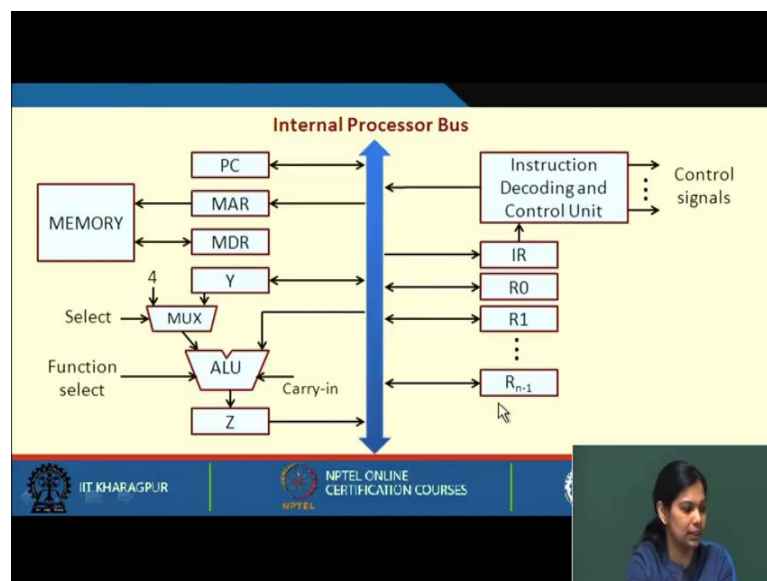 Internal Processor Bus
PC
MAR
MEMORY
MDR
Y
4
Select
MUX
Function
select
ALU
Carry-in
Z
Instruction
Decoding and
Control Unit
Control
signals
IR
R0
R1
Rn-1
IIT KHARAGPUR
NPTEL
NPTEL ONLINE
CERTIFICATION COURSES